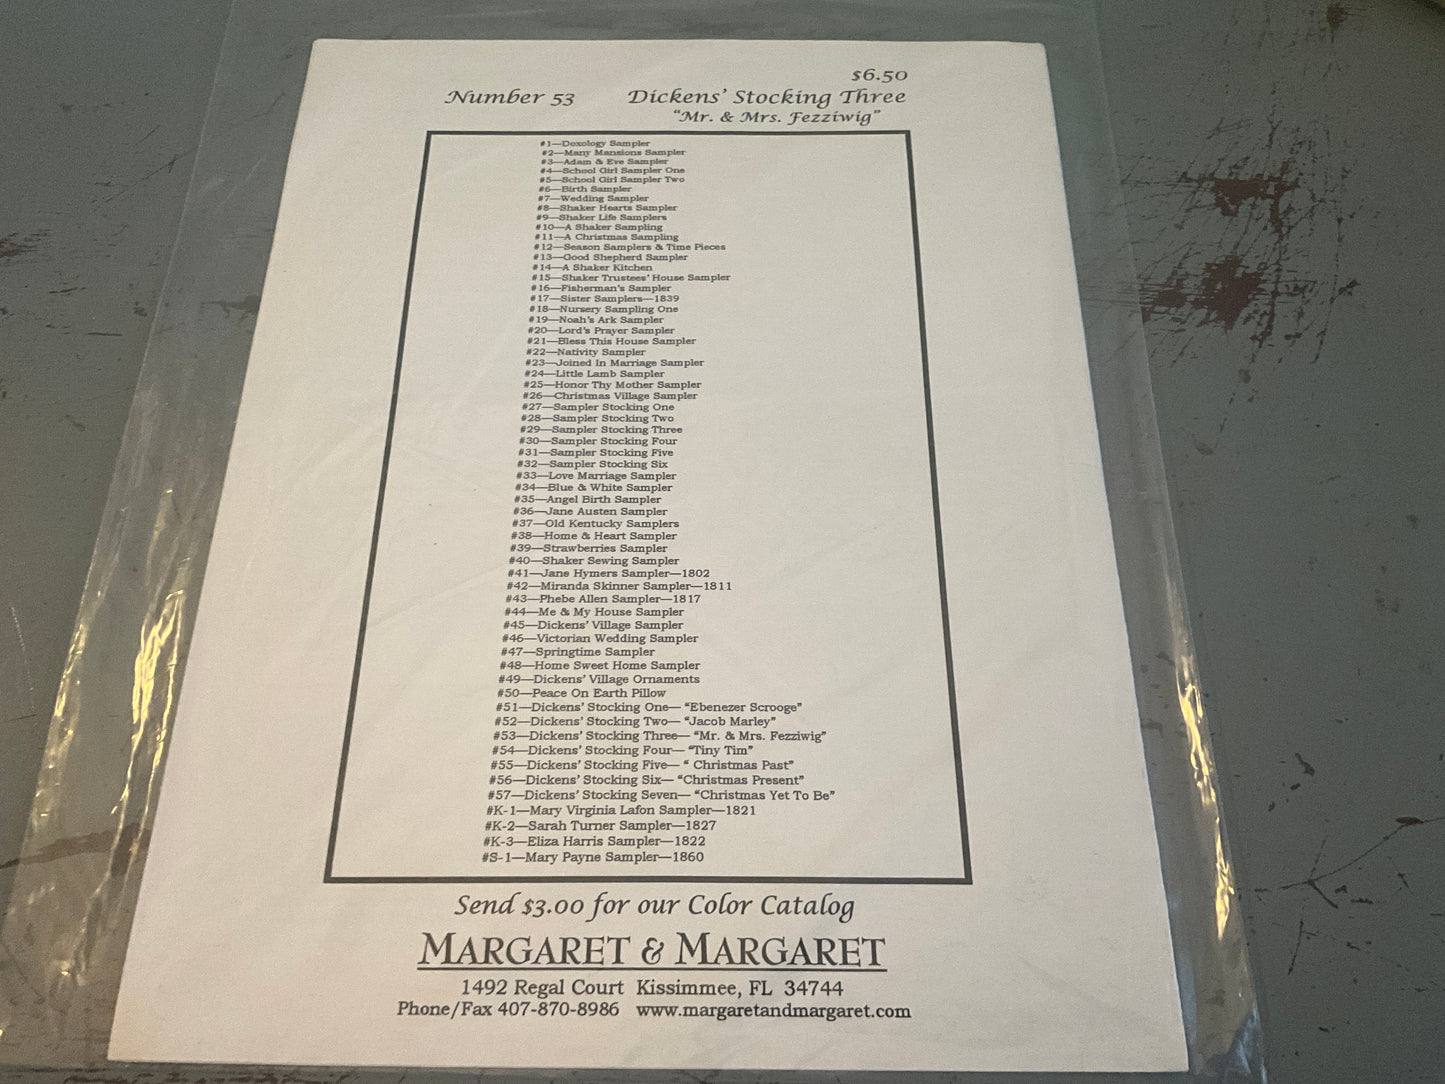 $6.50
Number 53 Dickens' Stocking Three
"Mr. & Mrs. Fezziwig"
#1—Doxology Sampler
#2—Many Mansions Sampler
#3—Adam & Eve Sampler
#4—School Girl Sampler One
#5—School Girl Sampler Two
#6—Birth Sampler
#7—Wedding Sampler
#8—Shaker Hearts Sampler
#9—Shaker Life Samplers
#10—A Shaker Sampling
#11—A Christmas Sampling
#12—Season Samplers & Time Pieces
#13—Good Shepherd Sampler
#14—A Shaker Kitchen
#15—Shaker Trustees' House Sampler
#16—Fisherman's Sampler
#17—Sister Samplers—1839
#18—Nursery Sampling One
#19—Noah's Ark Sampler
#20—Lord's Prayer Sampler
#21—Bless This House Sampler
#22—Nativity Sampler
#23—Joined In Marriage Sampler
#24—Little Lamb Sampler
#25—Honor Thy Mother Sampler
#26—Christmas Village Sampler
#27—Sampler Stocking One
#28—Sampler Stocking Two
#29—Sampler Stocking Three
#30—Sampler Stocking Four
#31—Sampler Stocking Five
#32—Sampler Stocking Six
#33—Love Marriage Sampler
#34—Blue & White Sampler
#35—Angel Birth Sampler
#36—Jane Austen Sampler
#37—Old Kentucky Samplers
#38—Home & Heart Sampler
#39—Strawberries Sampler
#40—Shaker Sewing Sampler
#41—Jane Hymers Sampler—1802
#42—Miranda Skinner Sampler—1811
#43—Phebe Allen Sampler—1817
#44—Me & My House Sampler
#45—Dickens' Village Sampler
#46—Victorian Wedding Sampler
#47—Springtime Sampler
#48—Home Sweet Home Sampler
#49—Dickens' Village Ornaments
#50—Peace On Earth Pillow
#51—Dickens' Stocking One— "Ebenezer Scrooge"
#52—Dickens' Stocking Two— "Jacob Marley"
#53—Dickens' Stocking Three— "Mr. & Mrs. Fezziwig"
#54—Dickens' Stocking Four— "Tiny Tim"
#55—Dickens' Stocking Five— " Christmas Past"
#56—Dickens' Stocking Six— "Christmas Present"
#57—Dickens' Stocking Seven— "Christmas Yet To Be"
#K-1—Mary Virginia Lafon Sampler—1821
#K-2—Sarah Turner Sampler—1827
#K-3—Eliza Harris Sampler—1822
#S-1—Mary Payne Sampler—1860
Send $3.00 for our Color Catalog
MARGARET & MARGARET
1492 Regal Court Kissimmee, FL 34744
Phone/Fax 407-870-8986 www.margaretandmargaret.com